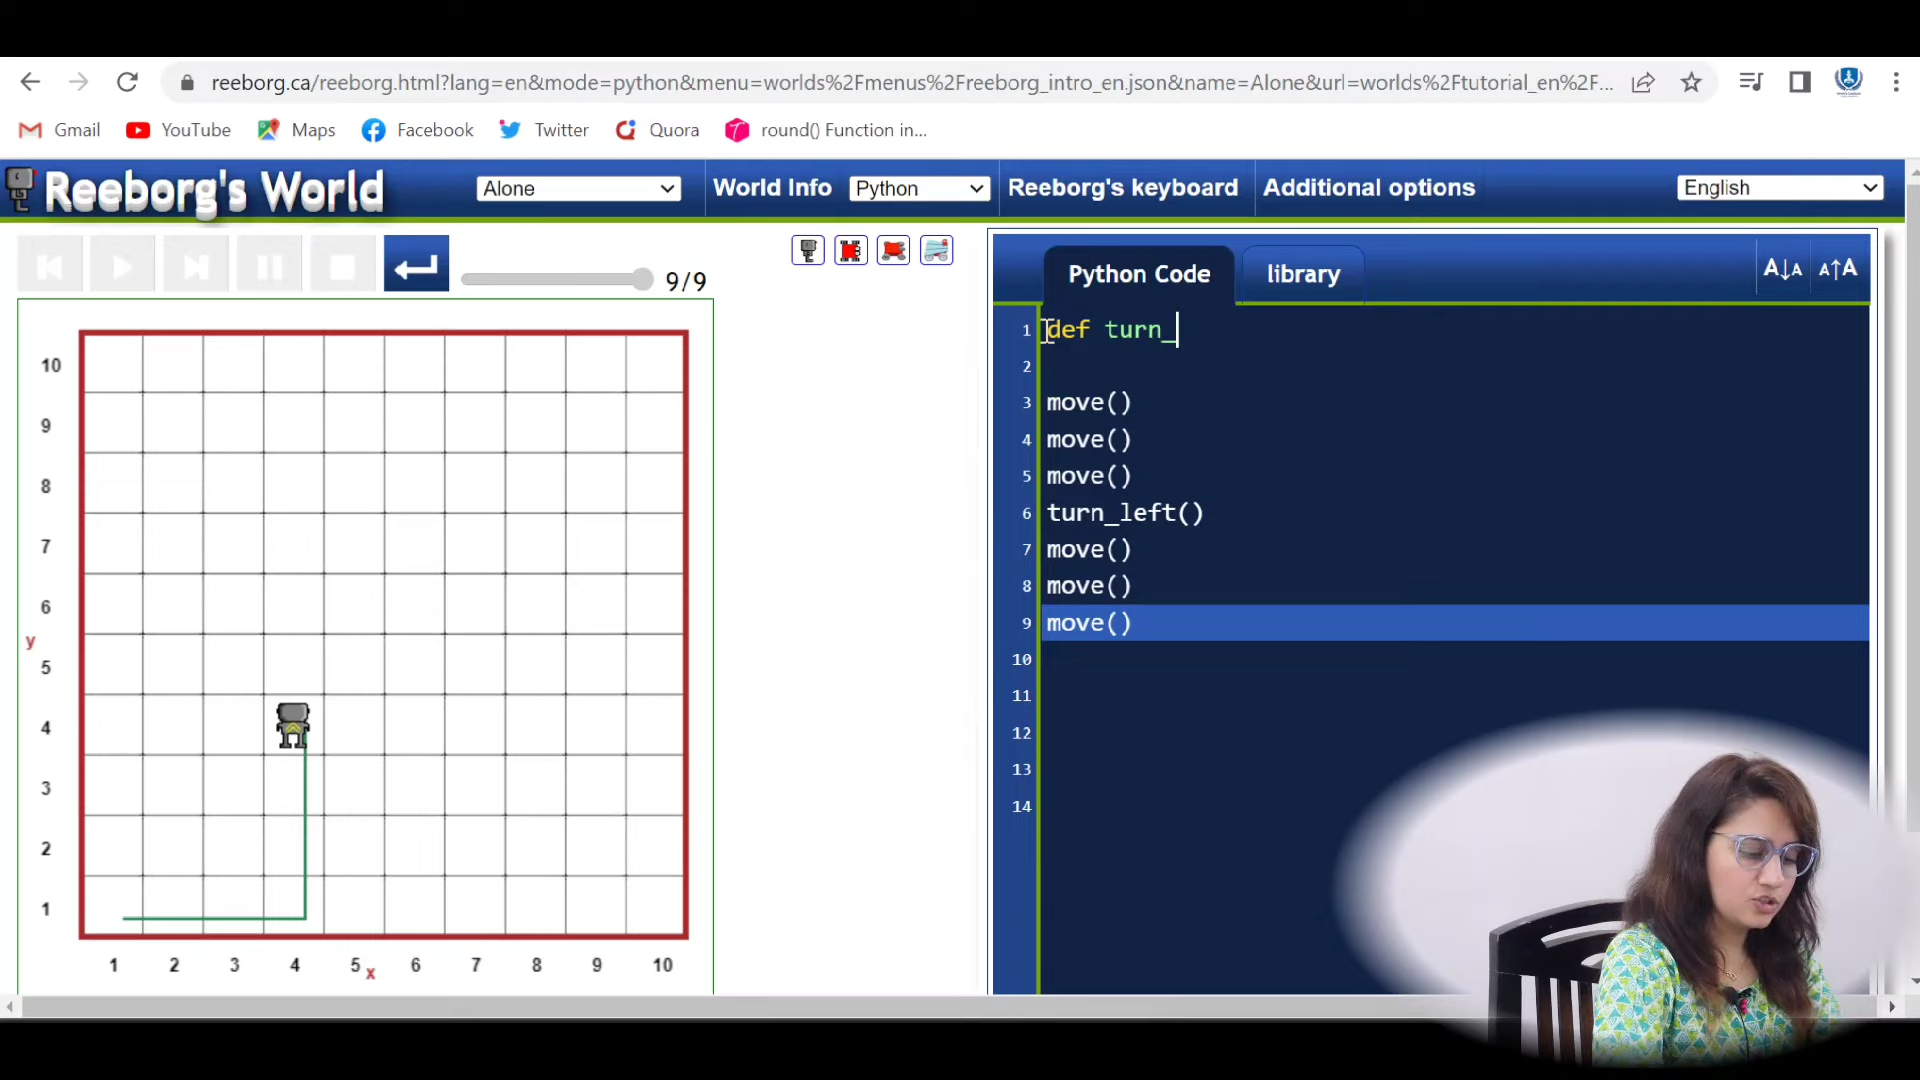 reeborg.ca/reeborg.html?lang=en&mode=python&menu=worlds%2Fmenus%2Freeborg_intro_en.json&name=Alone&url=worlds%2Ftutorial_en%2F...
Gmail YouTube Maps Facebook Twitter Quora round() Function in...
Reeborg's World Alone World Info Python Reeborg's keyboard Additional options English
9/9
Python Code library A↓A A↑A
1 def turn_
2
3 move()
4 move()
5 move()
6 turn_left()
7 move()
8 move()
9 move()
10
11
12
13
14
10
9
8
7
6
y
5
4
3
2
1
1 2 3 4 5 x 6 7 8 9 10